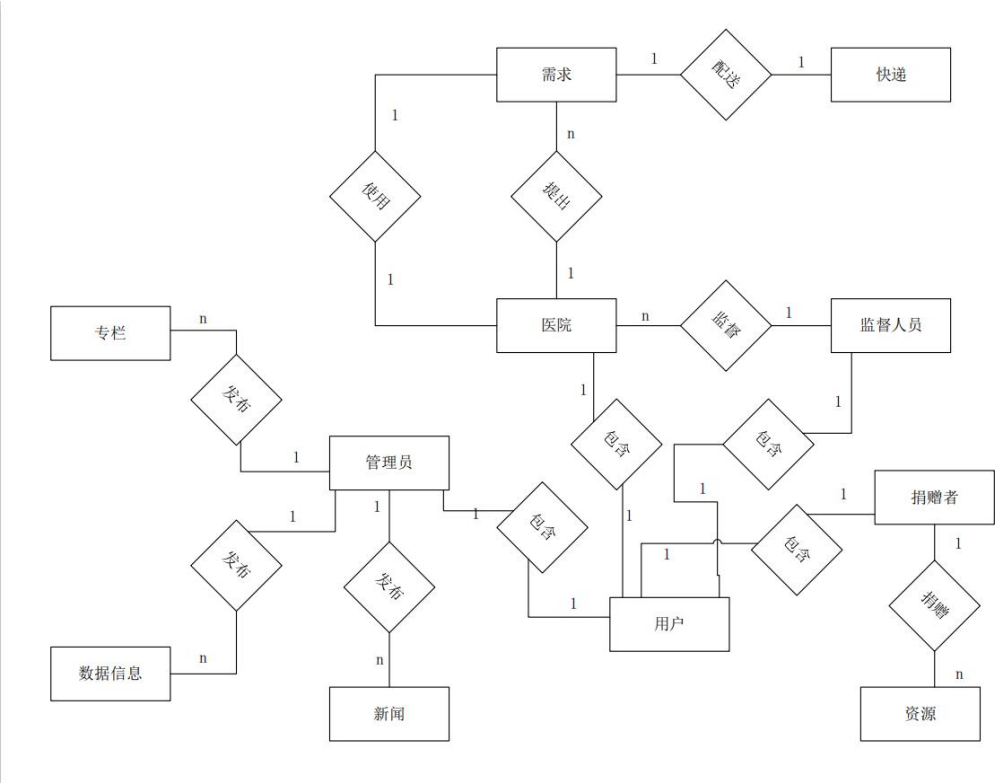 需求
1
配送
1
快递
1
n
使用
提出
1
1
专栏
n
医院
n
监督
1
监督人员
发布
1
1
包含
包含
1
管理员
1
1
1
包含
1
1
捐赠者
发布
1
发布
1
包含
1
捐赠
1
用户
数据信息
n
n
新闻
n
资源